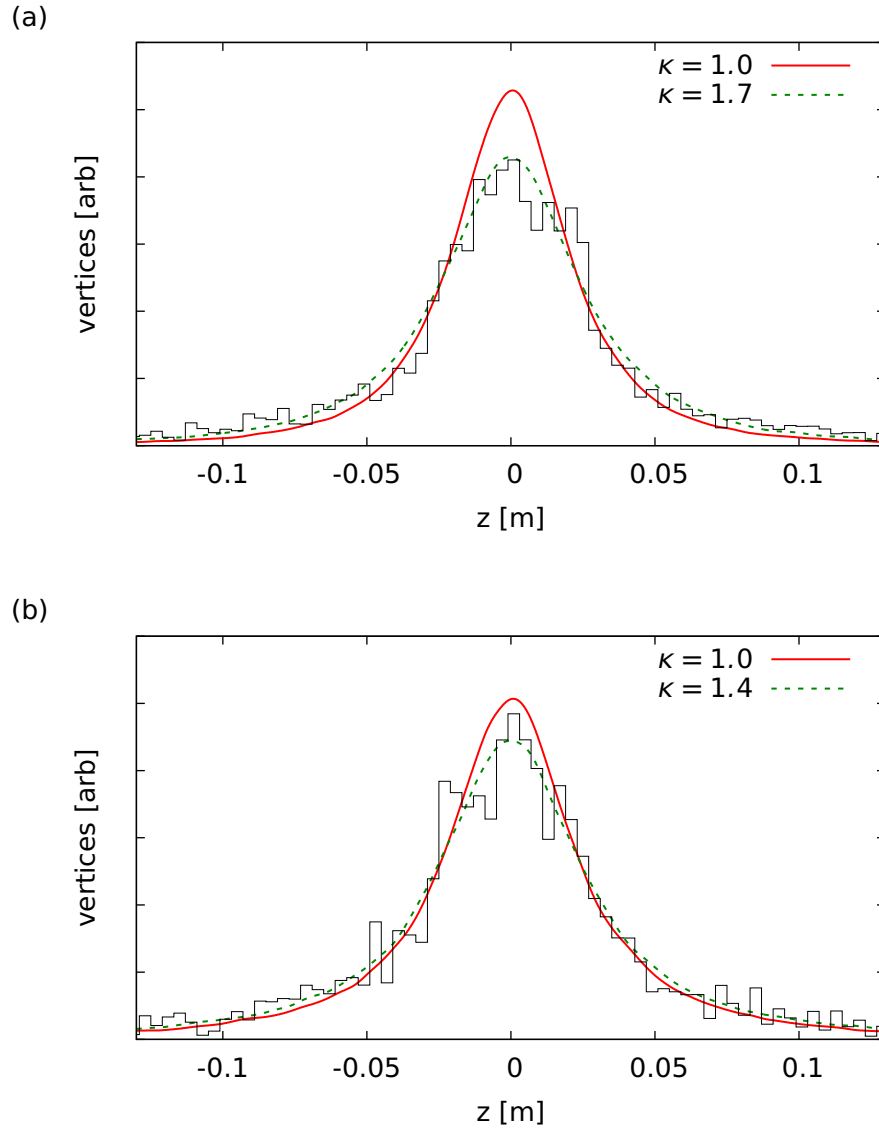 (a)
κ = 1.0
κ = 1.7
vertices [arb]
-0.1 -0.05 0 0.05 0.1
z [m]
(b)
κ = 1.0
κ = 1.4
vertices [arb]
-0.1 -0.05 0 0.05 0.1
z [m]